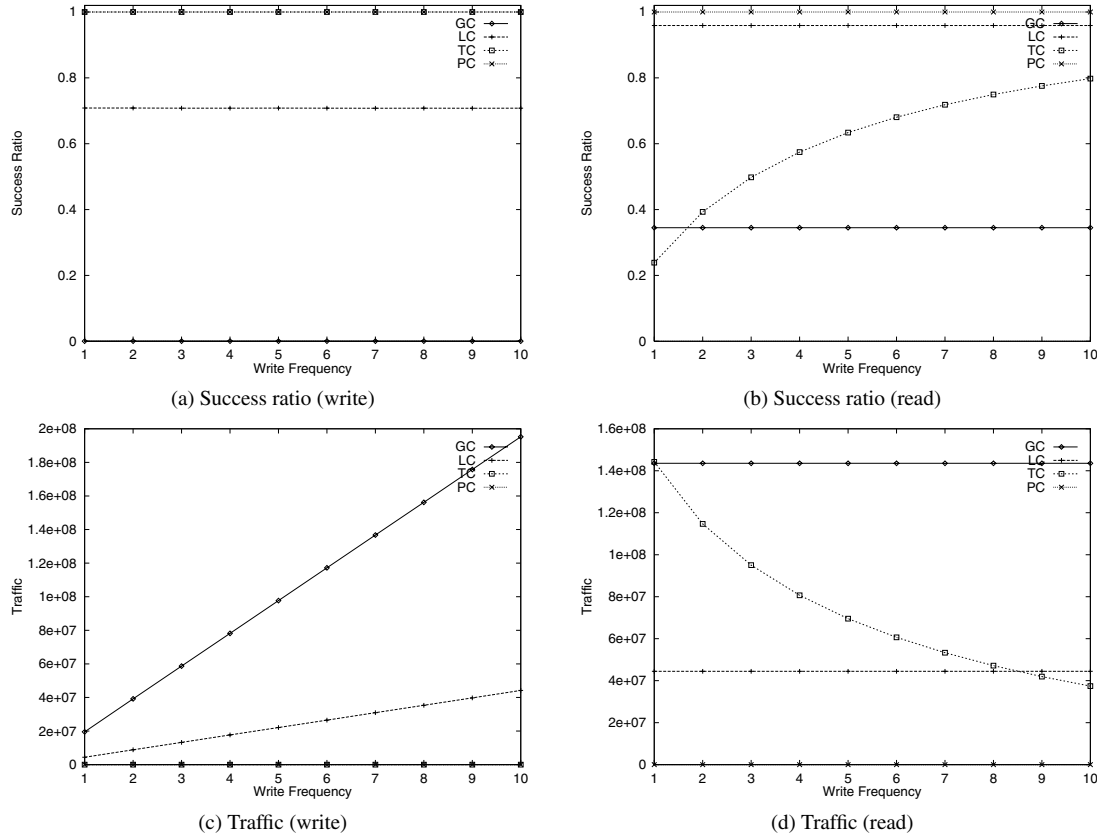 1
0.8
0.6
0.4
0.2
0
Success Ratio
1 2 3 4 5 6 7 8 9 10
Write Frequency
GC
LC
TC
PC
(a) Success ratio (write)
1
0.8
0.6
0.4
0.2
0
Success Ratio
1 2 3 4 5 6 7 8 9 10
Write Frequency
GC
LC
TC
PC
(b) Success ratio (read)
2e+08
1.8e+08
1.6e+08
1.4e+08
1.2e+08
1e+08
8e+07
6e+07
4e+07
2e+07
0
Traffic
1 2 3 4 5 6 7 8 9 10
Write Frequency
GC
LC
TC
PC
(c) Traffic (write)
1.6e+08
1.4e+08
1.2e+08
1e+08
8e+07
6e+07
4e+07
2e+07
0
Traffic
1 2 3 4 5 6 7 8 9 10
Write Frequency
GC
LC
TC
PC
(d) Traffic (read)